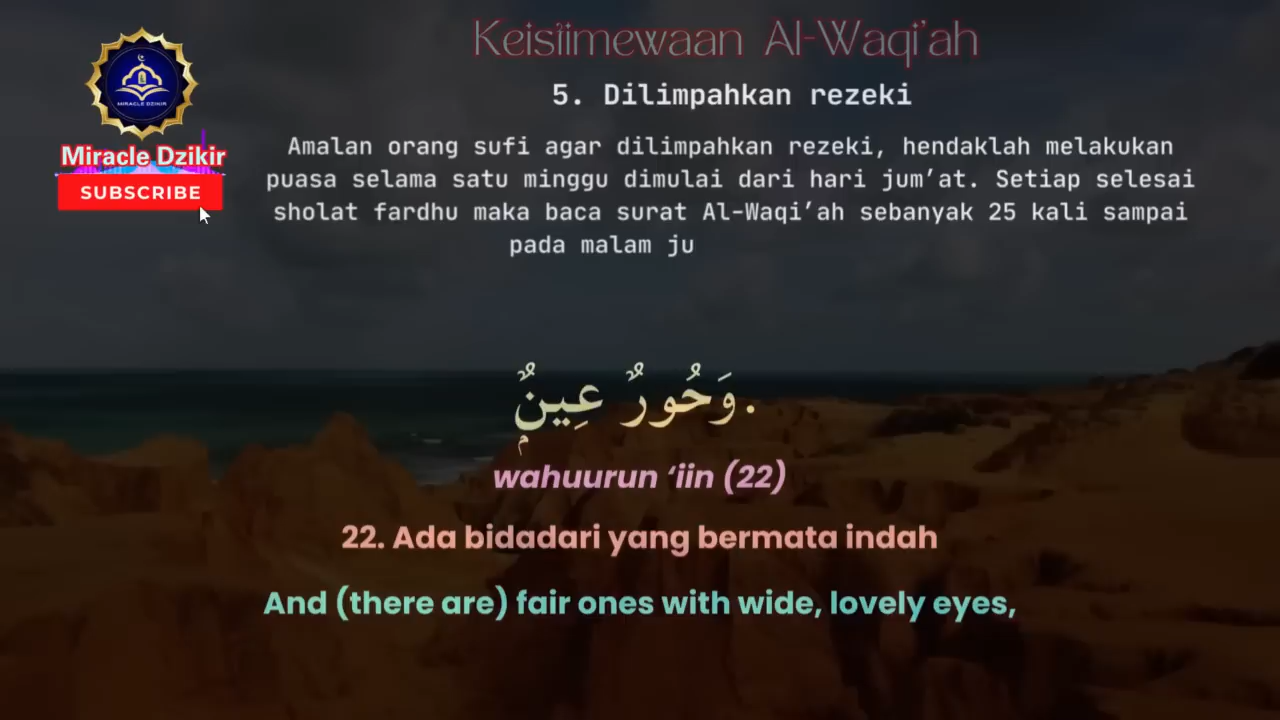 Keistimewaan Al-Waqi'ah
5. Dilimpahkan rezeki
MIRACLE DZIKIR
Miracle Dzikir
SUBSCRIBE
Amalan orang sufi agar dilimpahkan rezeki, hendaklah melakukan
puasa selama satu minggu dimulai dari hari jum’at. Setiap selesai
sholat fardhu maka baca surat Al-Waqi’ah sebanyak 25 kali sampai
pada malam ju
.وَحُورٌ عِينٌۭ
wahuurun ‘iin (22)
22. Ada bidadari yang bermata indah
And (there are) fair ones with wide, lovely eyes,